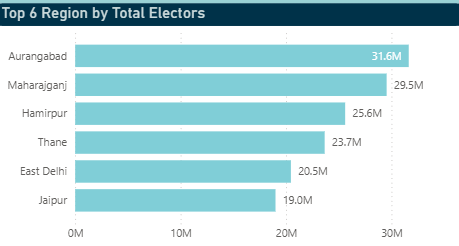 Top 6 Region by Total Electors
Aurangabad 31.6M
Maharajganj 29.5M
Hamirpur 25.6M
Thane 23.7M
East Delhi 20.5M
Jaipur 19.0M
0M 10M 20M 30M